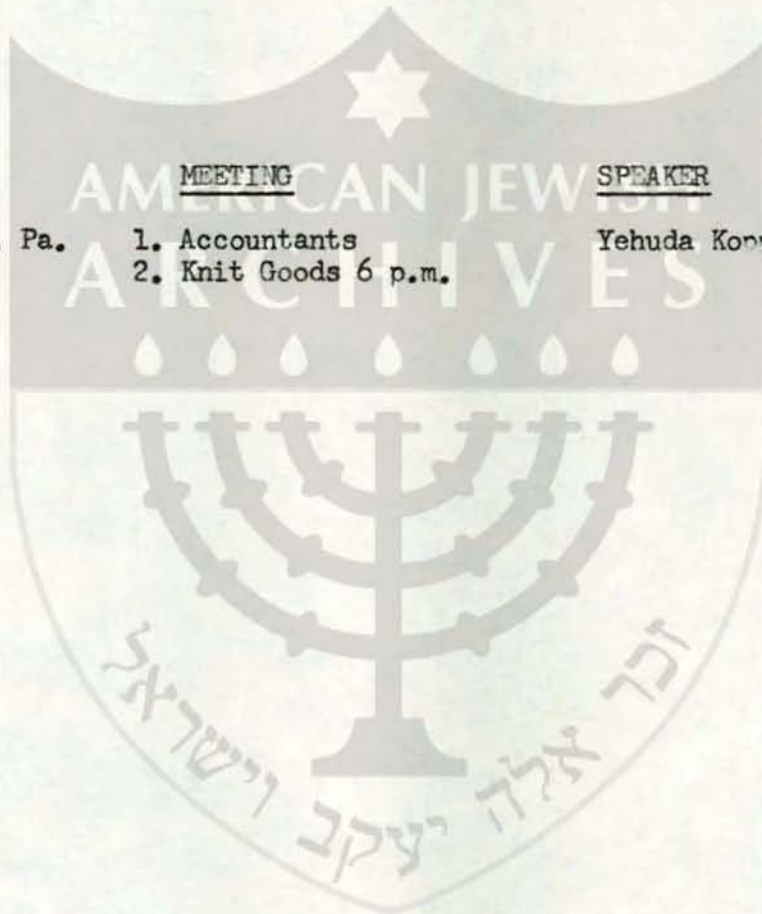 MEETING SPEAKER
AMERICAN JEWISH
Pa. 1. Accountants Yehuda
2. Knit Goods 6 p.m.
ARCHIVES
זכר אלה יעקב וישראל